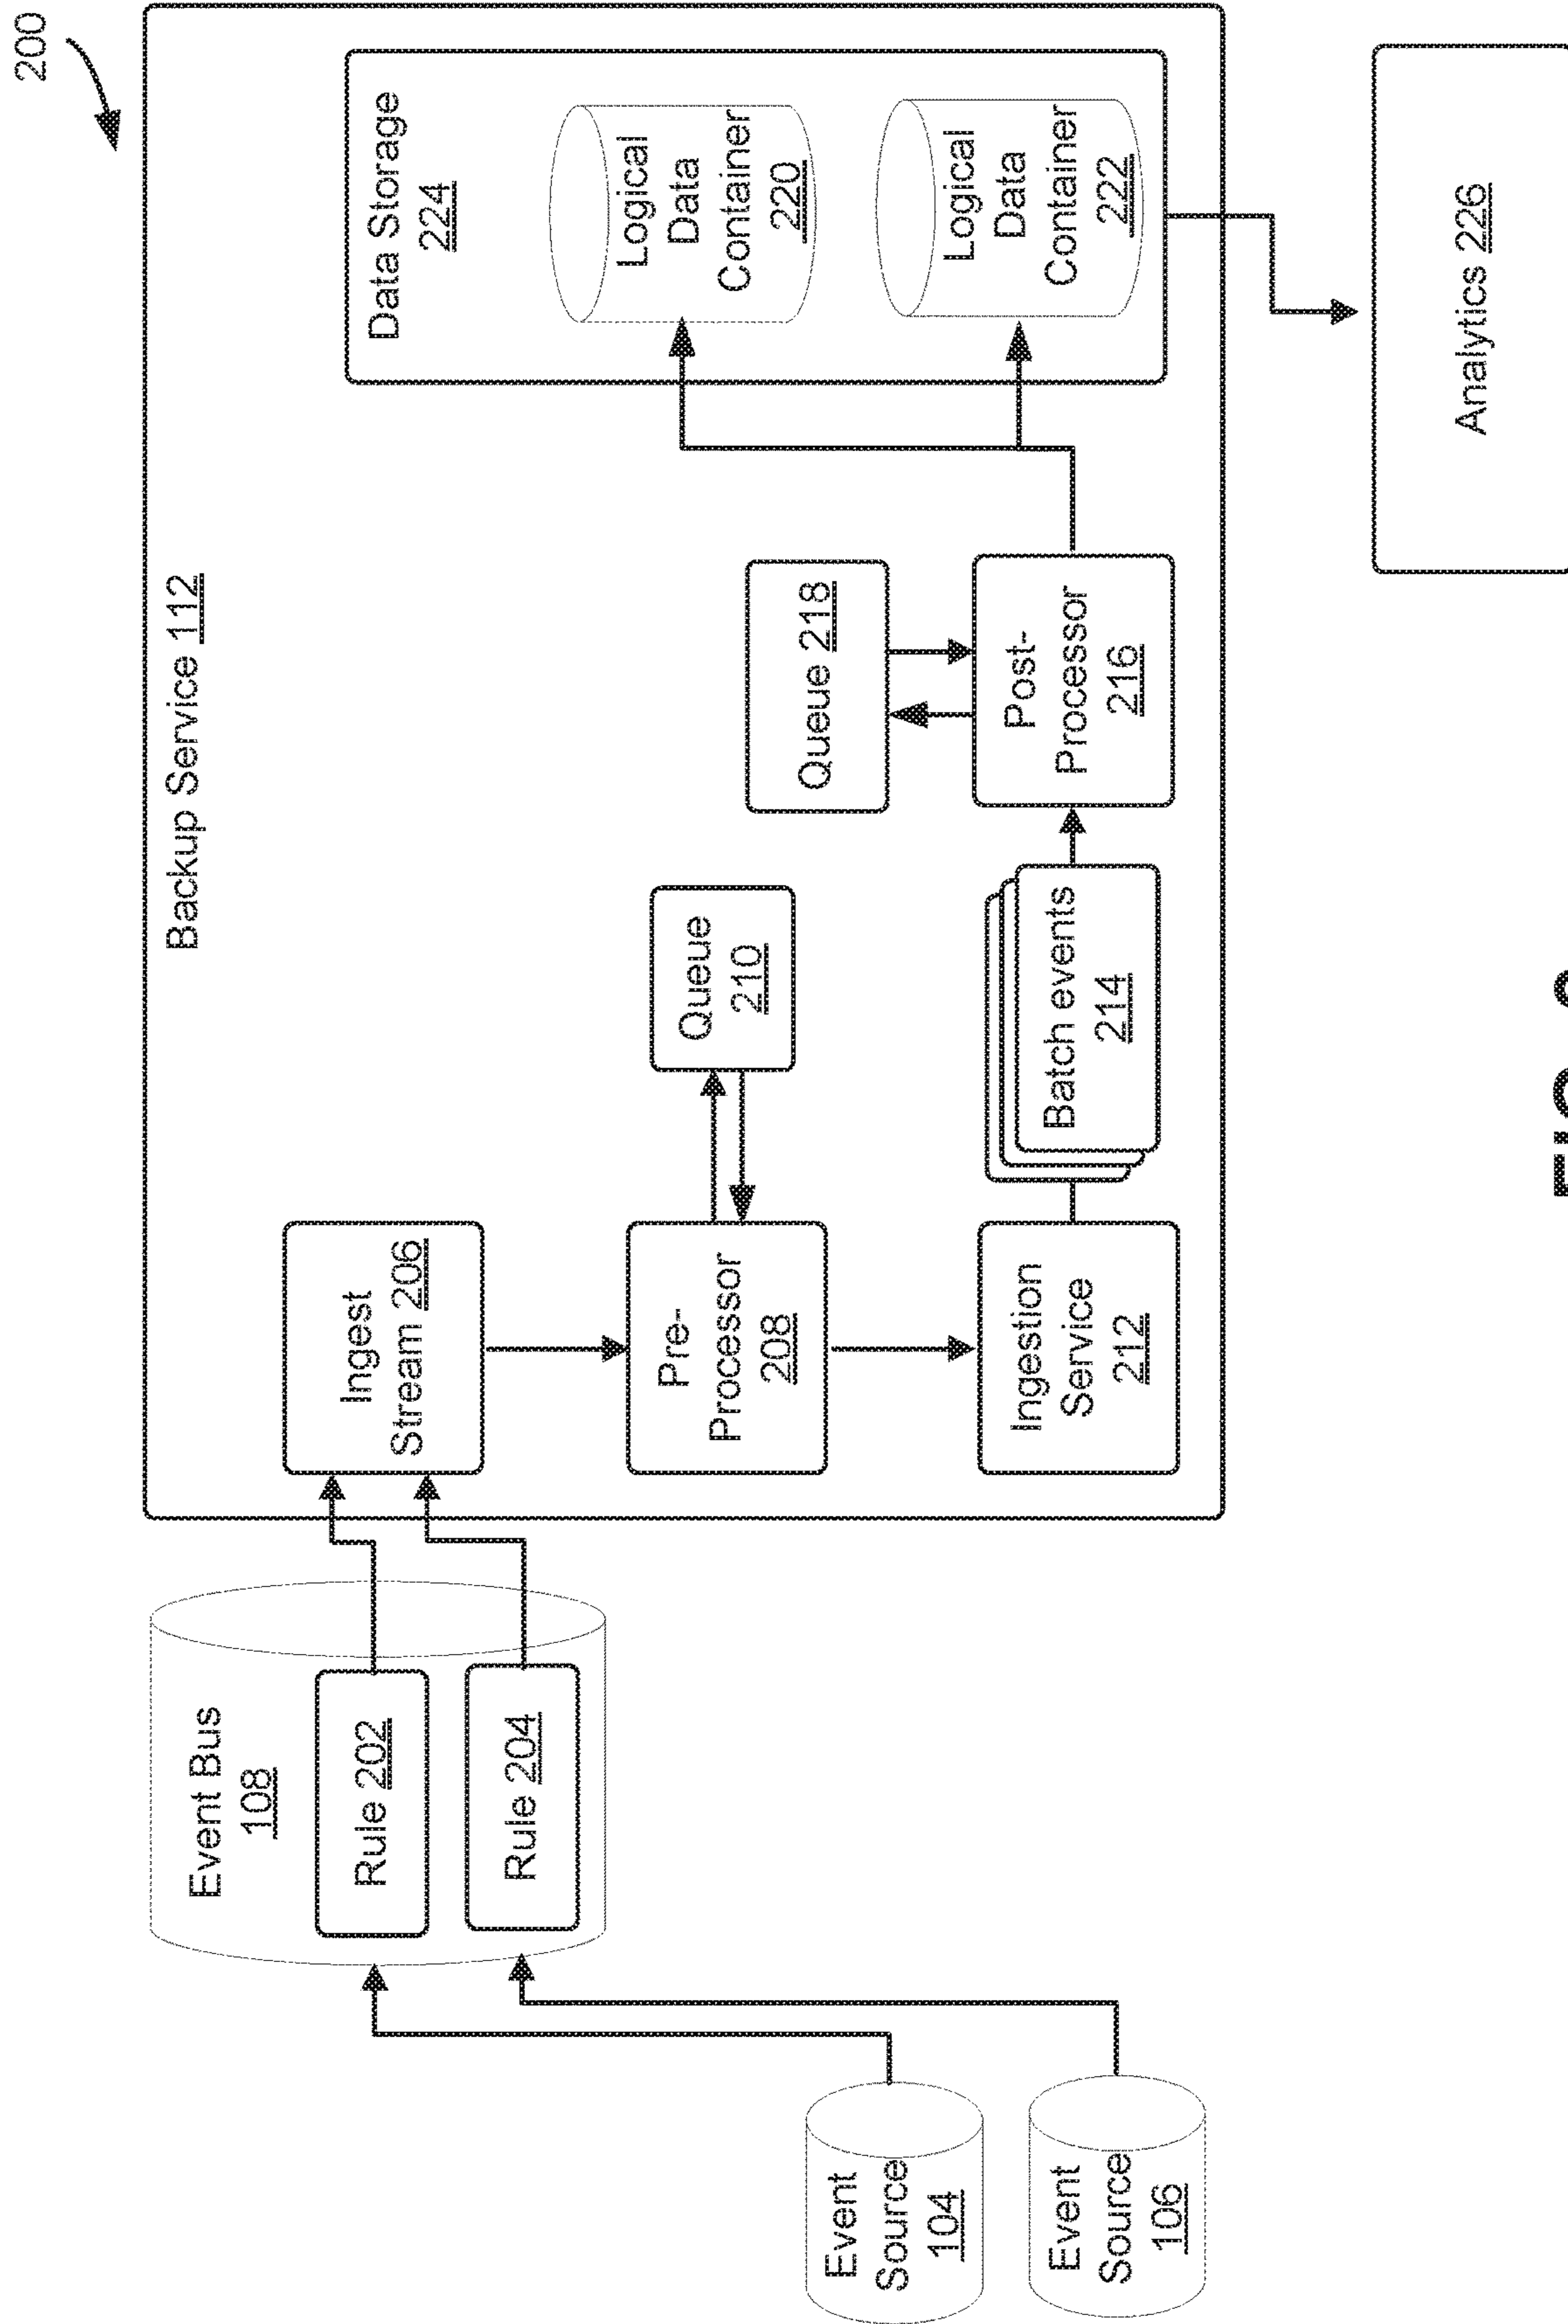 200
Backup Service 112
Event Bus
108
Rule 202
Rule 204
Event
Source
104
Event
Source
106
Ingest
Stream 206
Pre-
Processor
208
Queue
210
Ingestion
Service
212
Batch events
214
Queue 218
Post-
Processor
216
Data Storage
224
Logical
Data
Container
220
Logical
Data
Container
222
Analytics 226
FIG